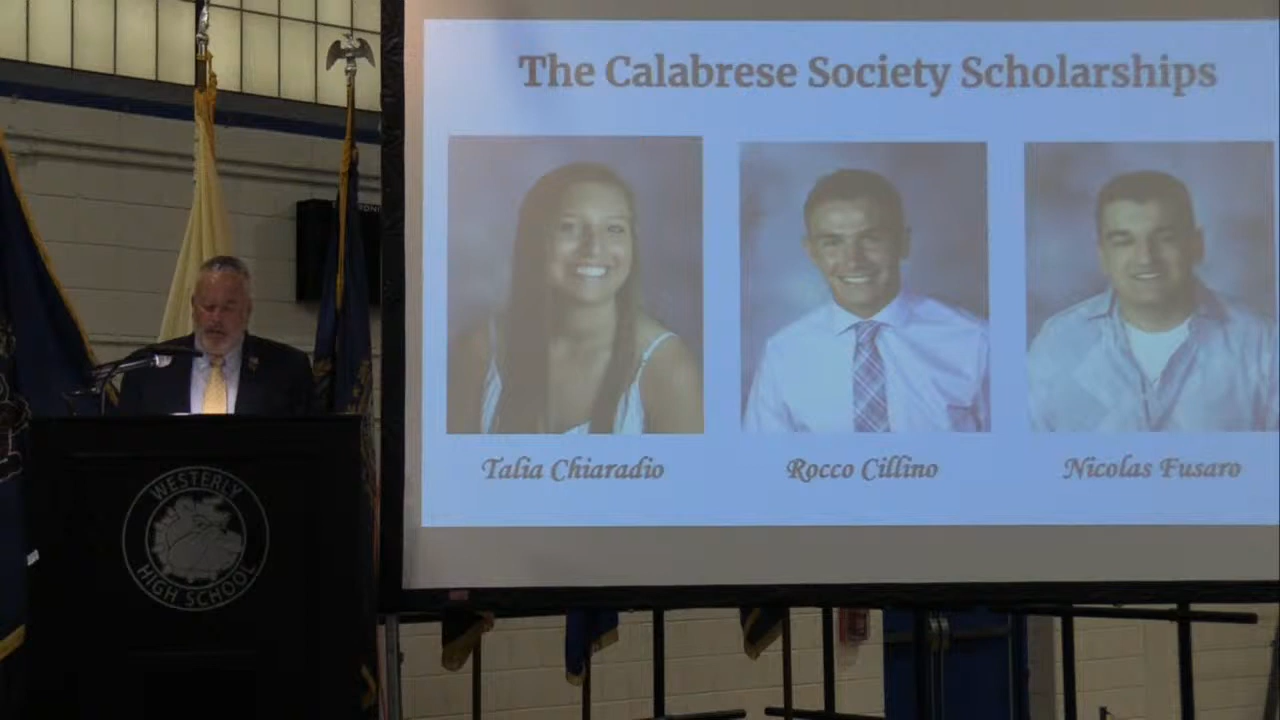 The Calabrese Society Scholarships
Talia Chiaradio
Rocco Cillino
Nicolas Fusaro
WESTERLY
HIGH SCHOOL